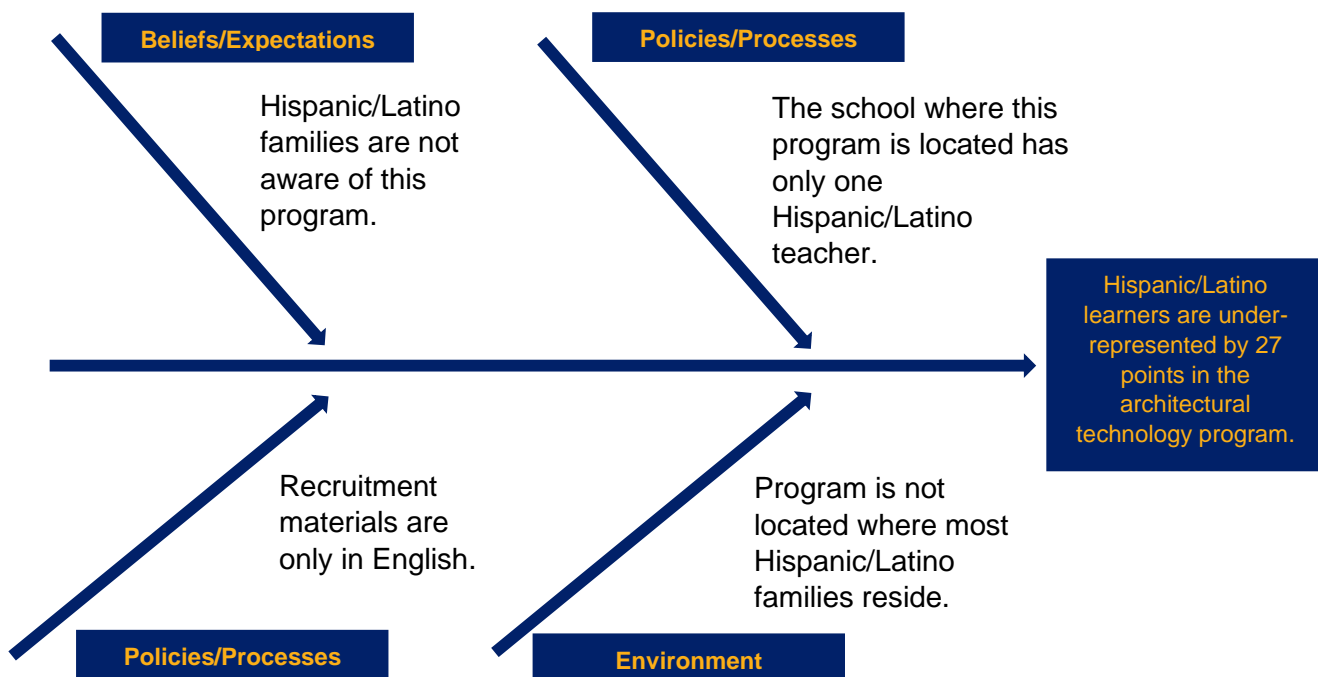 Beliefs/Expectations
Hispanic/Latino
families are not
aware of this
program.
Policies/Processes
The school where this
program is located has
only one
Hispanic/Latino
teacher.
Hispanic/Latino
learners are under-
represented by 27
points in the
architectural
technology program.
Recruitment
materials are
only in English.
Policies/Processes
Program is not
located where most
Hispanic/Latino
families reside.
Environment